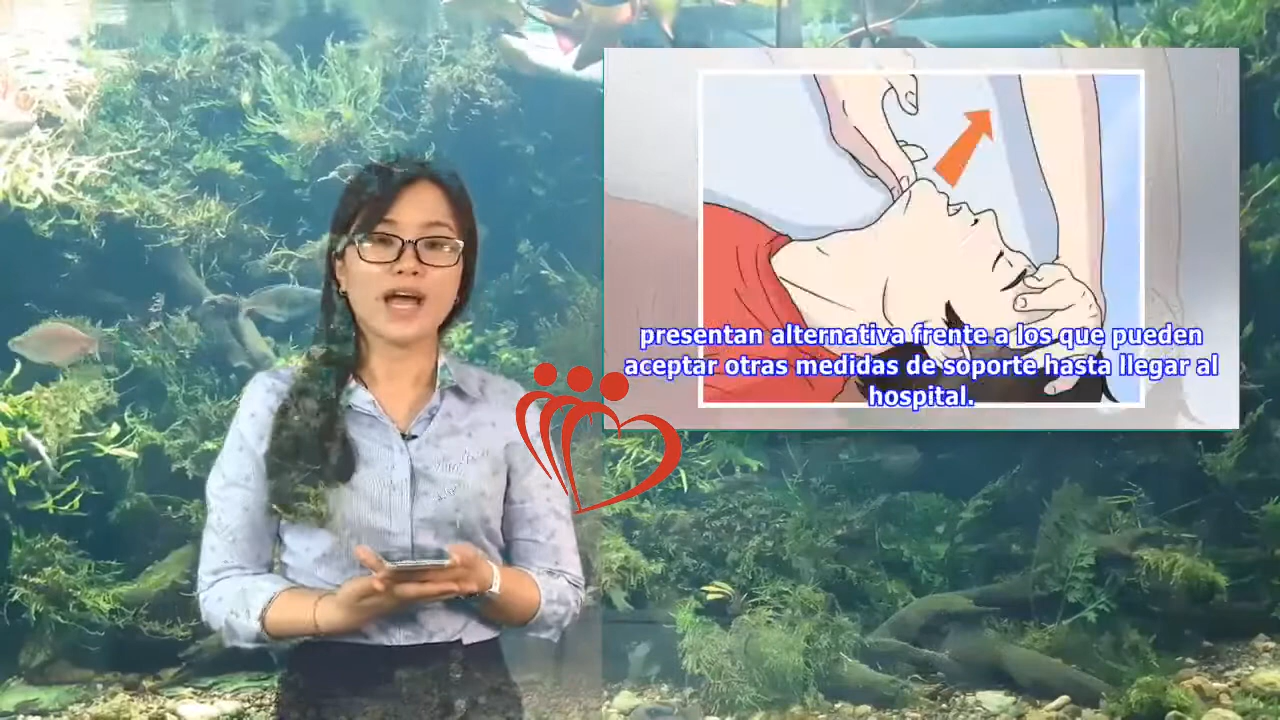 presentan alternativa frente a los que pueden
aceptar otras medidas de soporte hasta llegar al
hospital.